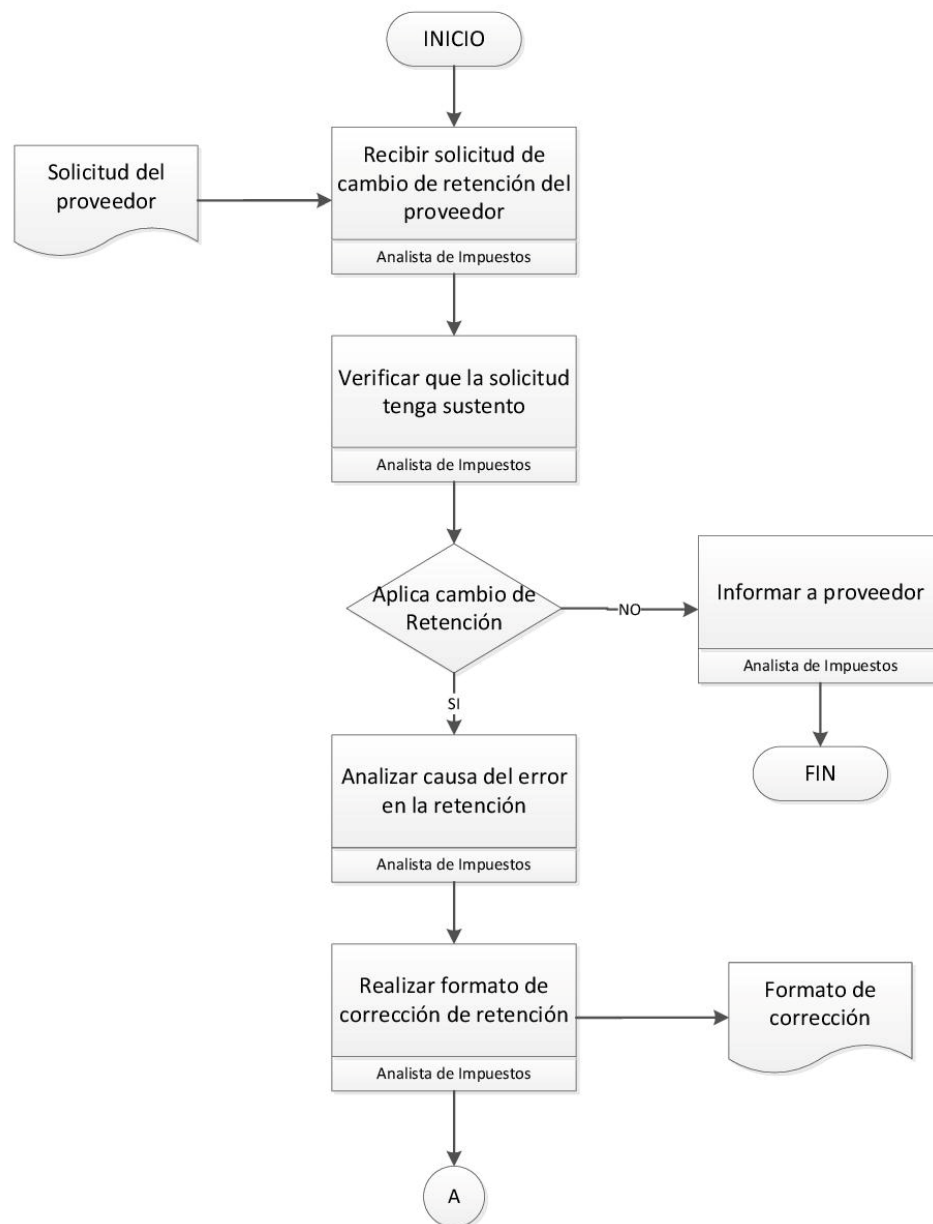 INICIO
Solicitud del
proveedor
Recibir solicitud de
cambio de retención del
proveedor
Analista de Impuestos
Verificar que la solicitud
tenga sustento
Analista de Impuestos
Aplica cambio de
Retención
NO
Informar a proveedor
Analista de Impuestos
FIN
SI
Analizar causa del error
en la retención
Analista de Impuestos
Realizar formato de
corrección de retención
Analista de Impuestos
Formato de
corrección
A